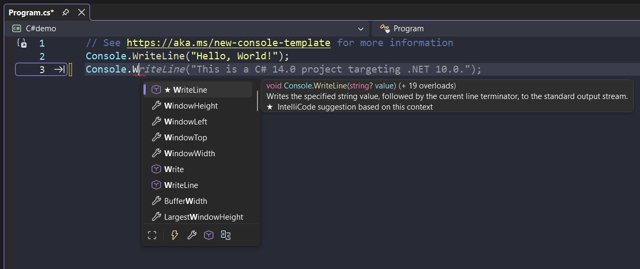 Program.cs*
C#demo
Program
1 // See https://aka.ms/new-console-template for more information
2 Console.WriteLine("Hello, World!");
3 Console.WriteLine("This is a C# 14.0 project targeting .NET 10.0.");
★ WriteLine
WindowHeight
WindowLeft
WindowTop
WindowWidth
Write
WriteLine
BufferWidth
LargestWindowHeight
void Console.WriteLine(string? value) (+ 19 overloads)
Writes the specified string value, followed by the current line terminator, to the standard output stream.
★ IntelliCode suggestion based on this context